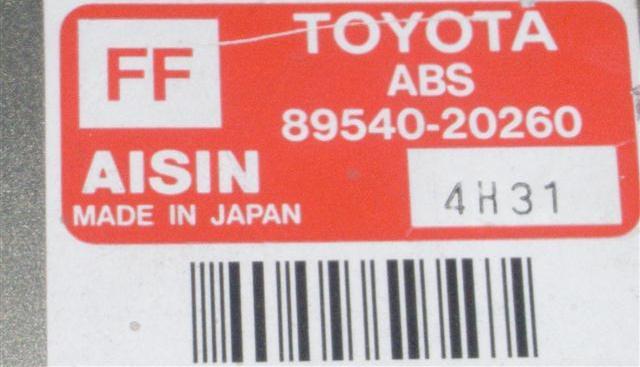 FF
TOYOTA
ABS
89540-20260
AISIN
MADE IN JAPAN
4H31